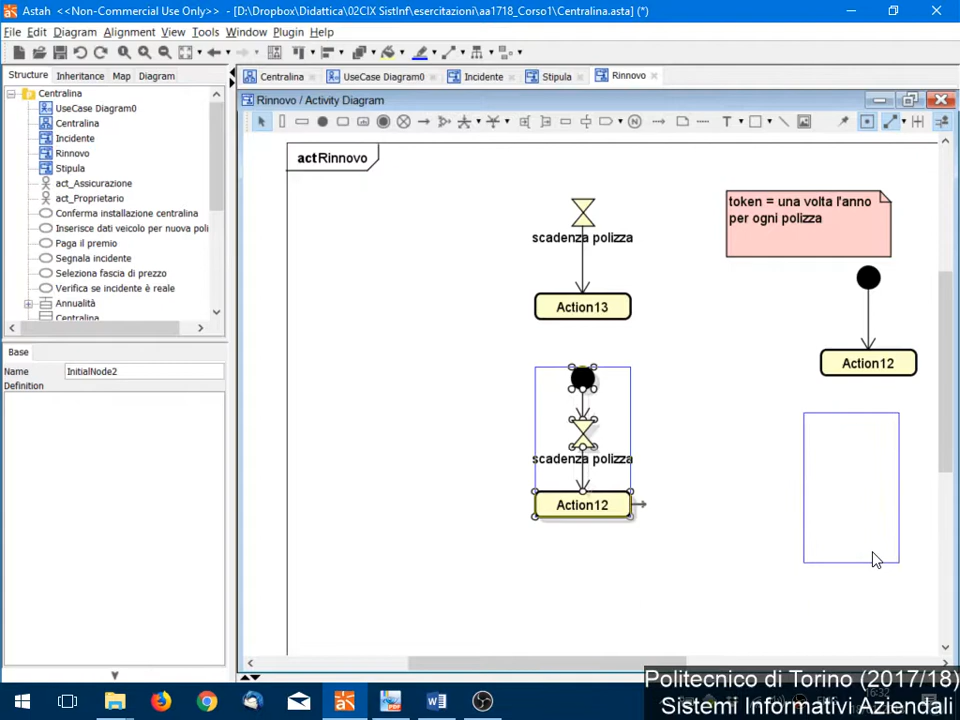 Astah <<Non-Commercial Use Only>> - [D:\Dropbox\Didattica\02CIX SistInf\esercitazioni\aa1718_Corso1\Centralina.asta] (*)
File Edit Diagram Alignment View Tools Window Plugin Help
Structure Inheritance Map Diagram
Centralina UseCase Diagram0 Incidente Stipula Rinnovo
Centralina
UseCase Diagram0
Centralina
Incidente
Rinnovo
Stipula
act_Assicurazione
act_Proprietario
Conferma installazione centralina
Inserisce dati veicolo per nuova poli
Paga il premio
Segnala incidente
Seleziona fascia di prezzo
Verifica se incidente è reale
Annualità
Centralina
Base
Name InitialNode2
Definition
Rinnovo / Activity Diagram
act Rinnovo
scadenza polizza
Action13
token = una volta l'anno
per ogni polizza
Action12
scadenza polizza
Action12
Politecnico di Torino (2017/18)
Sistemi Informativi Aziendali